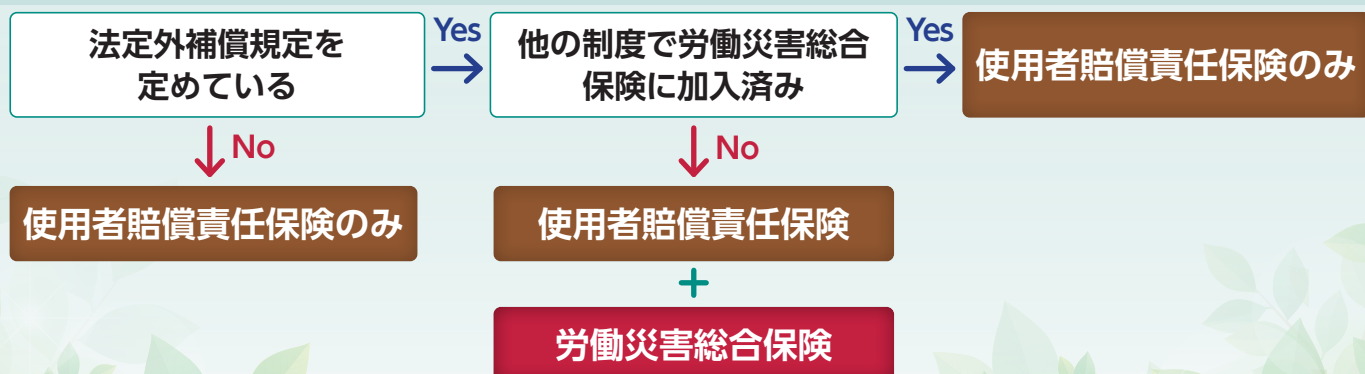 法定外補償規定を
定めている
Yes
他の制度で労働災害総合
保険に加入済み
Yes
使用者賠償責任保険のみ
No
No
使用者賠償責任保険のみ
使用者賠償責任保険
+
労働災害総合保険